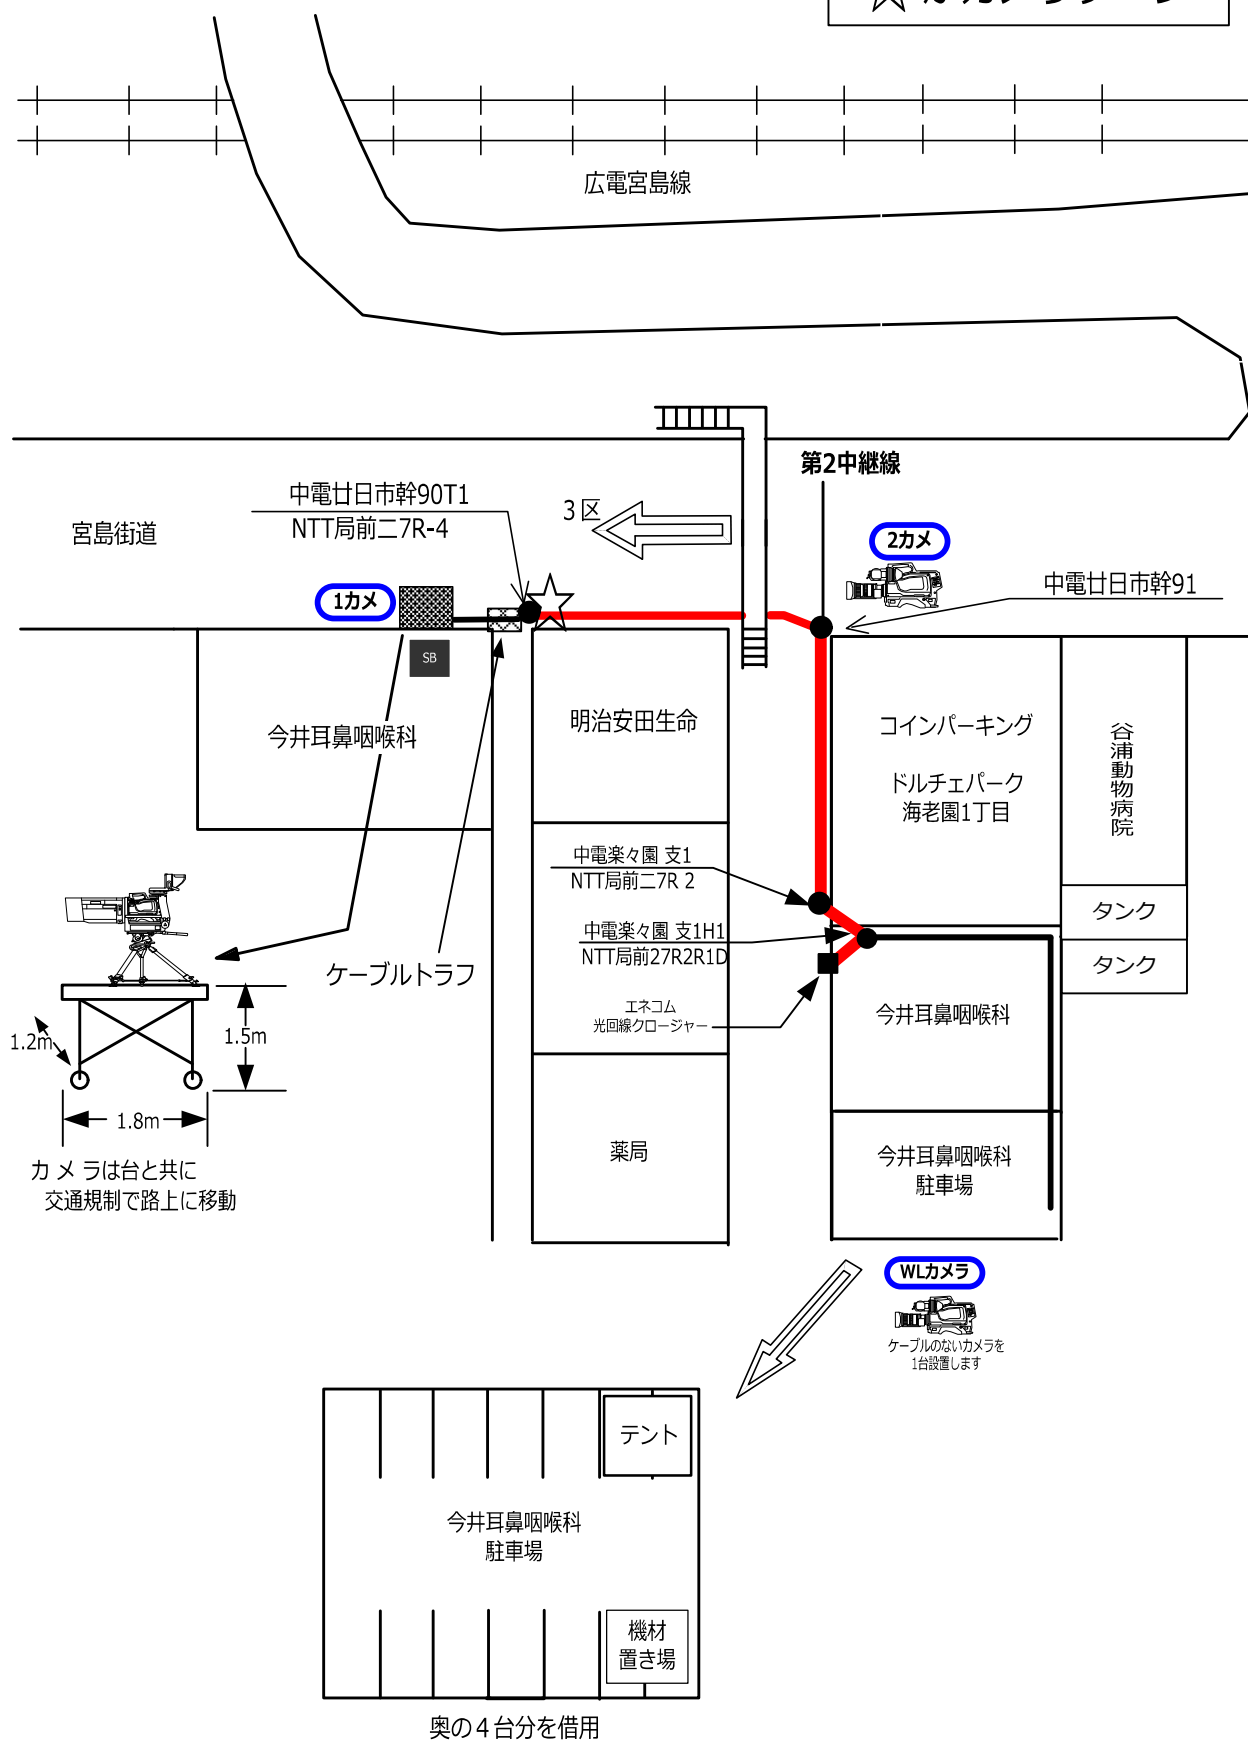 広電宮島線
第2中継線
中電廿日市幹90T1
NTT局前ニ7R-4
3区
宮島街道
2カメ
1カメ
中電廿日市幹91
SB
今井耳鼻咽喉科
明治安田生命
コインパーキング
ドルチェパーク
海老園1丁目
谷浦動物病院
中電楽々園 支1
NTT局前ニ7R 2
タンク
中電楽々園 支1H1
NTT局前27R2R1D
タンク
ケーブルトラフ
エネコム
光回線クロージャー
今井耳鼻咽喉科
1.2m
1.5m
1.8m
薬局
今井耳鼻咽喉科
駐車場
カメラは台と共に
交通規制で路上に移動
WLカメラ
ケーブルのないカメラを
1台設置します
テント
今井耳鼻咽喉科
駐車場
機材
置き場
奥の4台分を借用